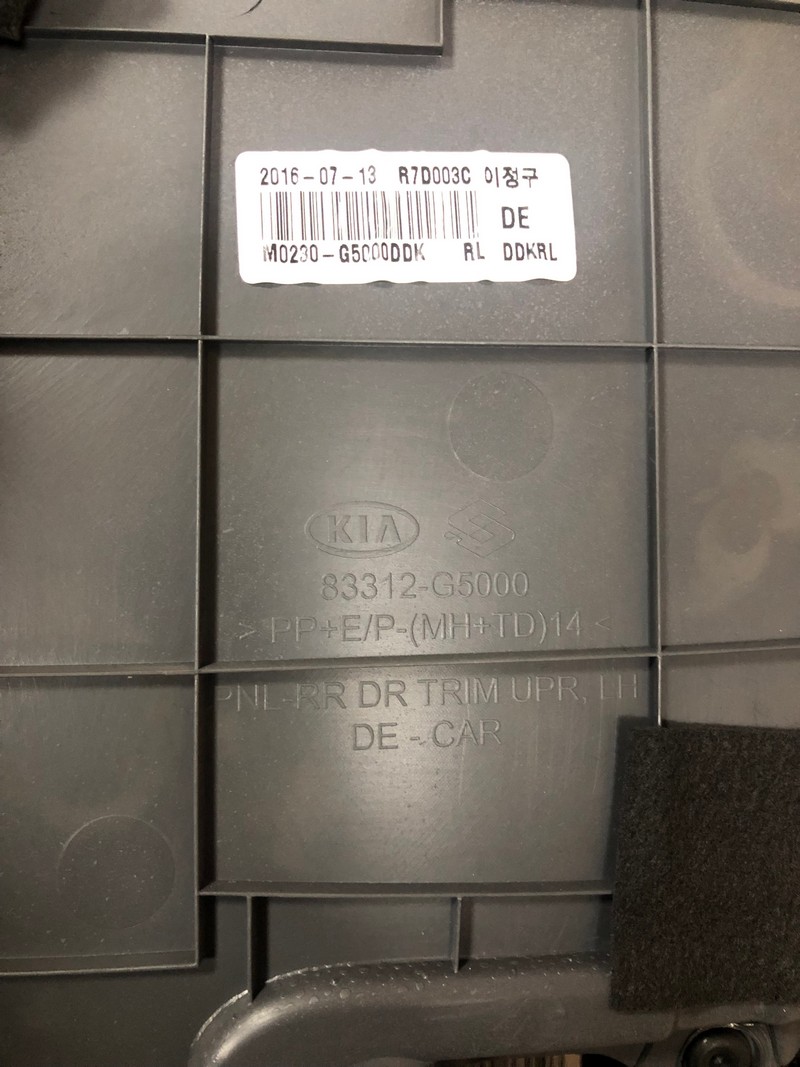 2016-07-13 R7D003C 이정구
DE
M0230-G5000DDK RL DDKRL
KIA
83312-G5000
> PP+E/P-(MH+TD)14 <
PNL-RR DR TRIM UPR, LH
DE - CAR